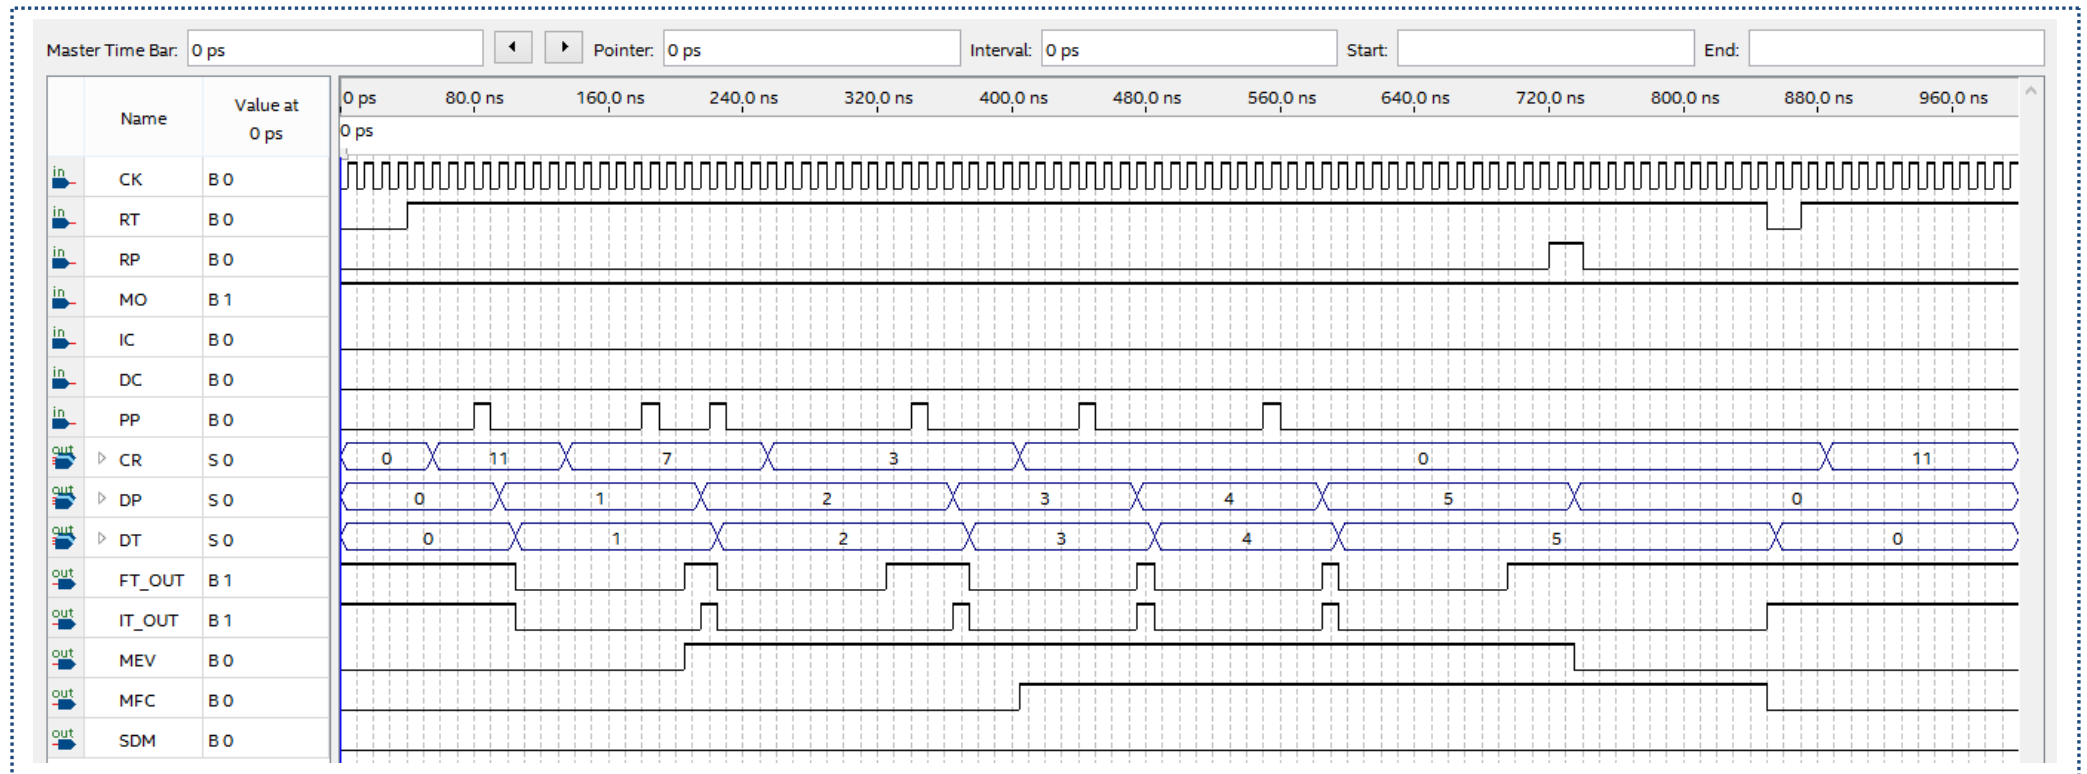 Master Time Bar: 0 ps Pointer: 0 ps Interval: 0 ps Start: End:
Name Value at 0 ps
0 ps 80.0 ns 160.0 ns 240.0 ns 320.0 ns 400.0 ns 480.0 ns 560.0 ns 640.0 ns 720.0 ns 800.0 ns 880.0 ns 960.0 ns
0 ps
in CK B 0
in RT B 0
in RP B 0
in MO B 1
in IC B 0
in DC B 0
in PP B 0
out CR S 0 0 11 7 3 0 11
out DP S 0 0 1 2 3 4 5 0
out DT S 0 0 1 2 3 4 5 0
out FT_OUT B 1
out IT_OUT B 1
out MEV B 0
out MFC B 0
out SDM B 0